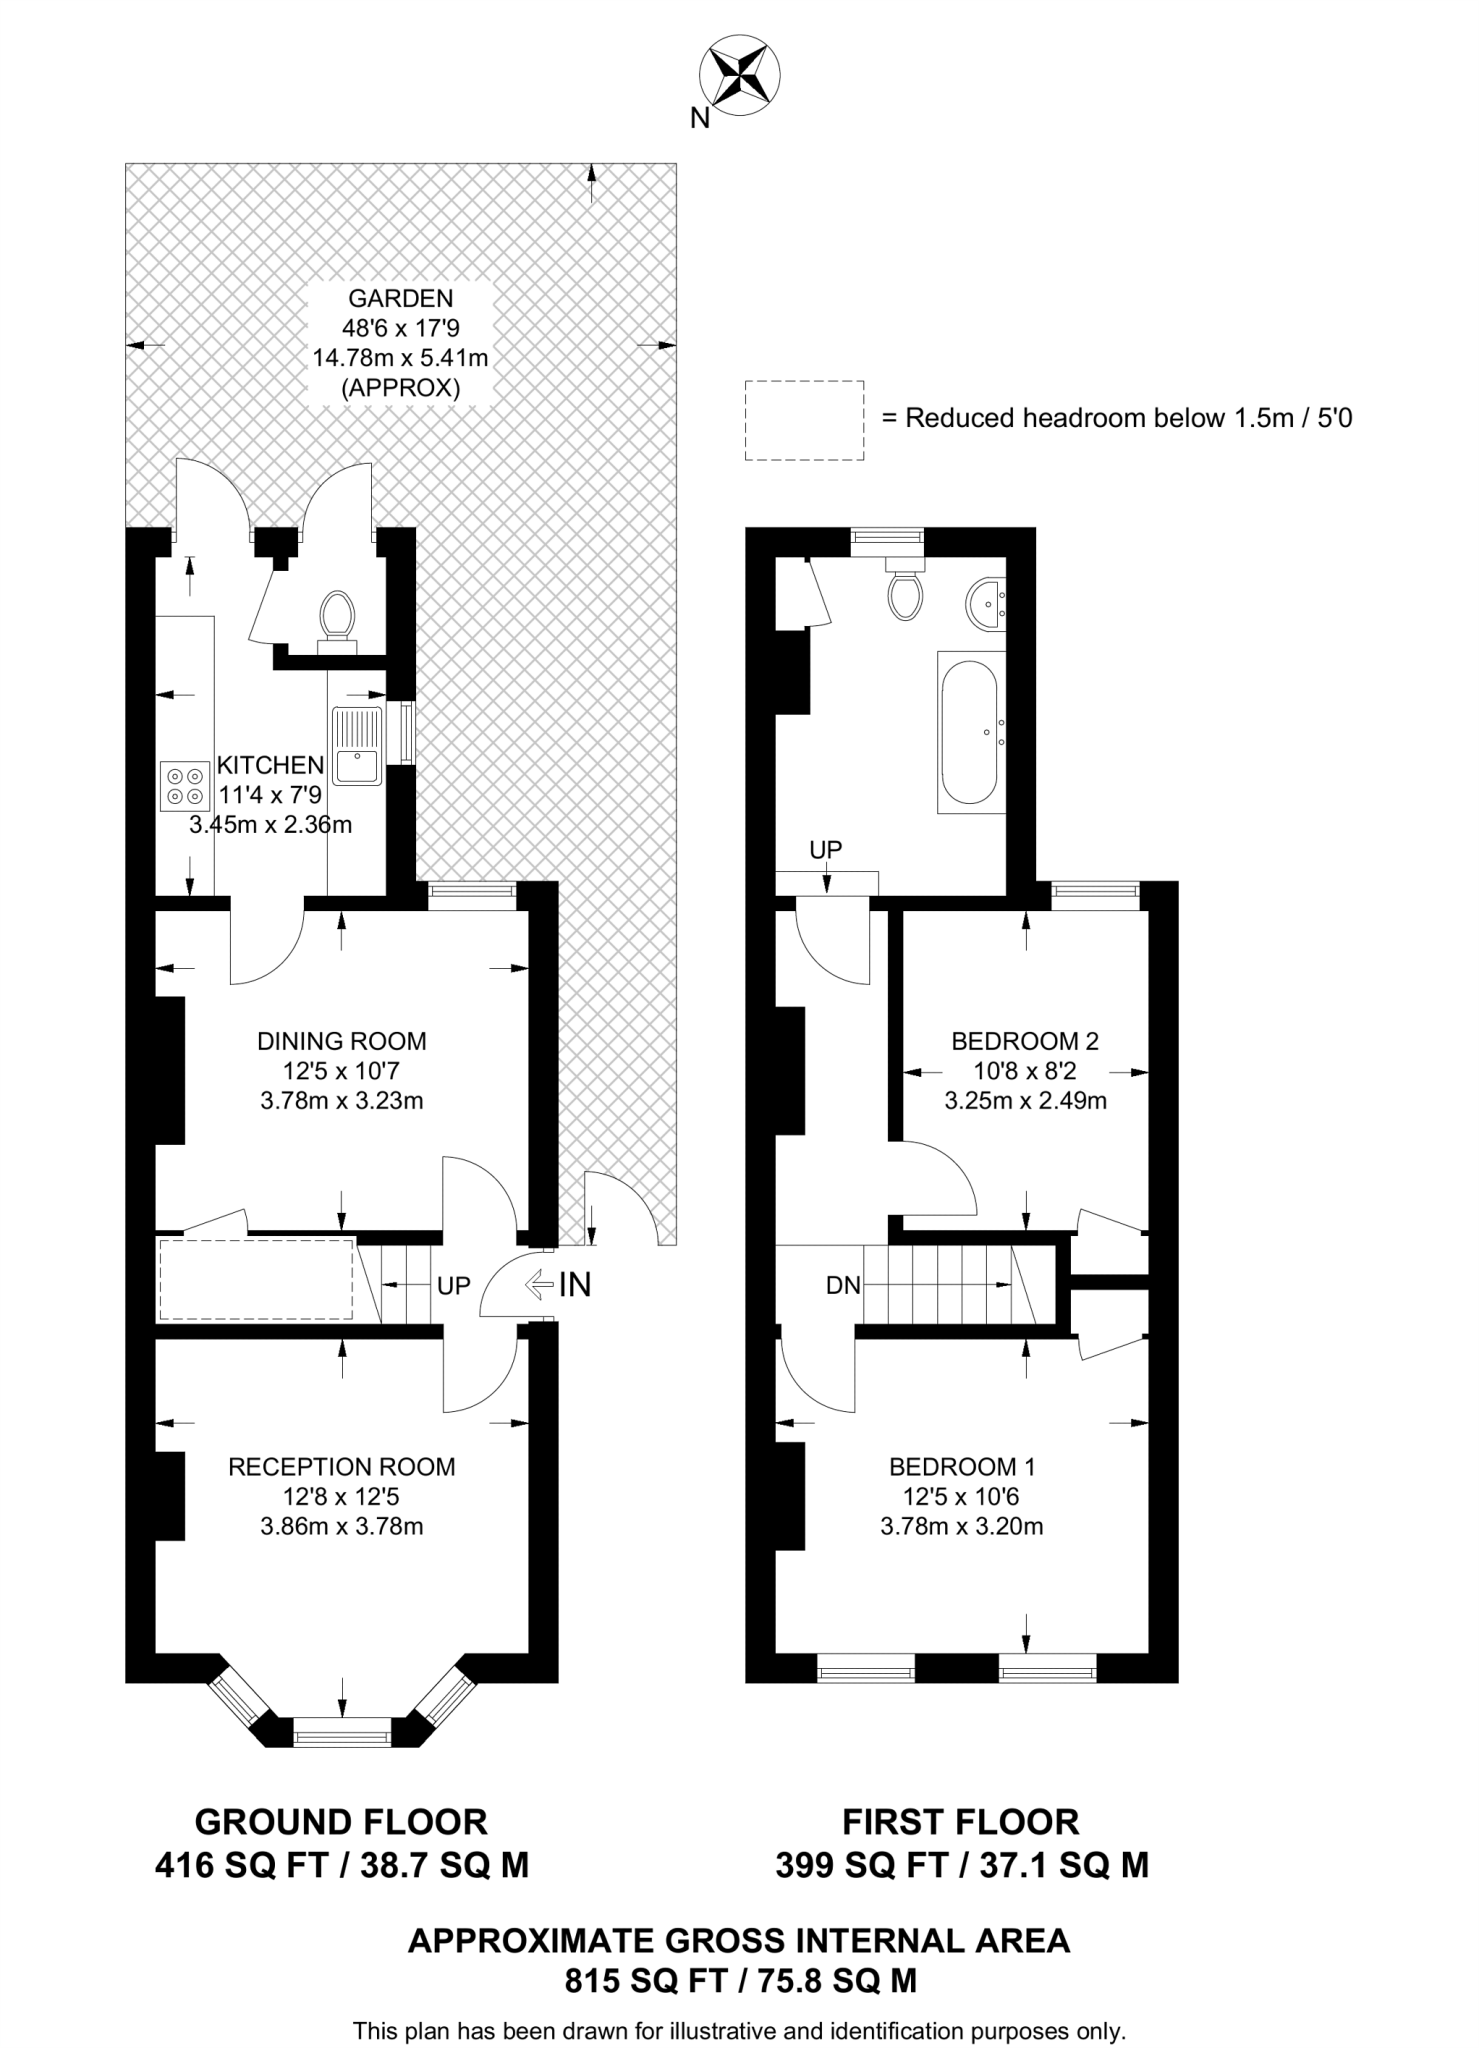 N
GARDEN
48'6 x 17'9
14.78m x 5.41m
(APPROX)
= Reduced headroom below 1.5m / 5'0
KITCHEN
11'4 x 7'9
3.45m x 2.36m
DINING ROOM
12'5 x 10'7
3.78m x 3.23m
UP
IN
RECEPTION ROOM
12'8 x 12'5
3.86m x 3.78m
UP
BEDROOM 2
10'8 x 8'2
3.25m x 2.49m
DN
BEDROOM 1
12'5 x 10'6
3.78m x 3.20m
GROUND FLOOR
416 SQ FT / 38.7 SQ M
FIRST FLOOR
399 SQ FT / 37.1 SQ M
APPROXIMATE GROSS INTERNAL AREA
815 SQ FT / 75.8 SQ M
This plan has been drawn for illustrative and identification purposes only.